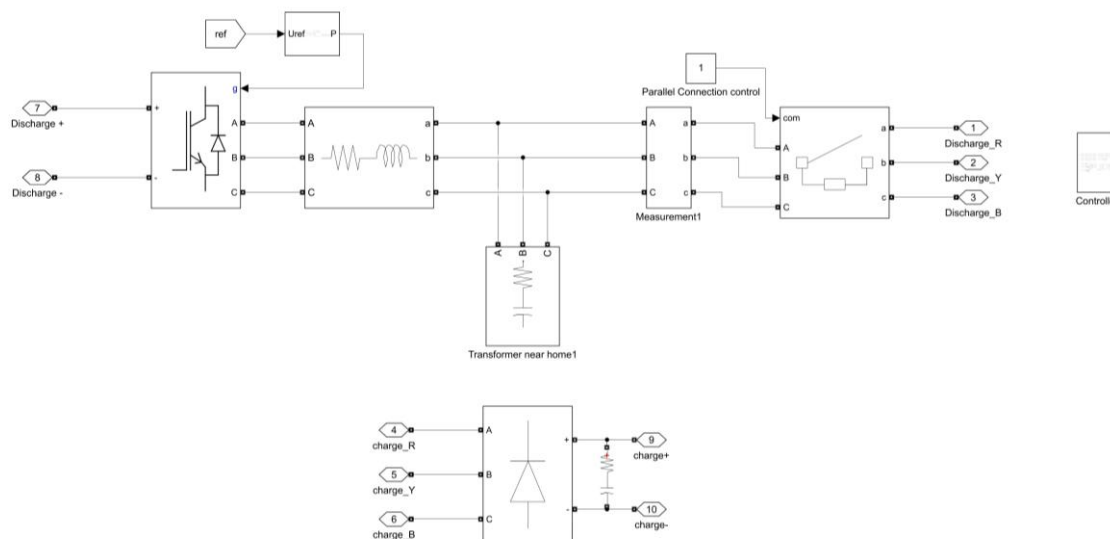 ref
Uref P
1
Parallel Connection control
g
7
+
Discharge +
8
-
Discharge -
A A a A a com
B B b B b A a 1
Discharge_R
C C c C c B b 2
Discharge_Y
C c 3
Discharge_B
Measurement1
Controll
A B C
Transformer near home1
4 A + 9
charge_R charge+
5 B
charge_Y
6 C - 10
charge_B charge-